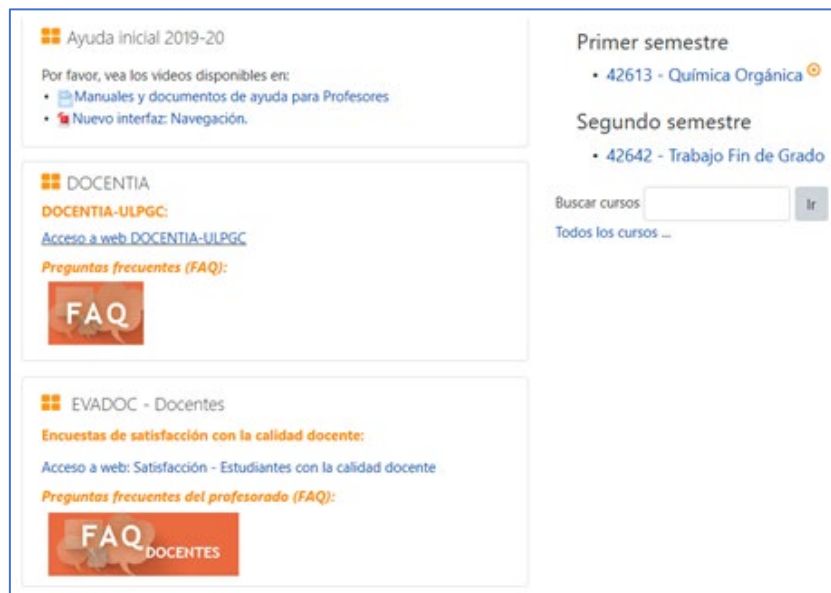 Ayuda inicial 2019-20
Por favor, vea los videos disponibles en:
• Manuales y documentos de ayuda para Profesores
• Nuevo interfaz: Navegación.
DOCENTIA
DOCENTIA-ULPGC:
Acceso a web DOCENTIA-ULPGC
Preguntas frecuentes (FAQ):
FAQ
EVADOC - Docentes
Encuestas de satisfacción con la calidad docente:
Acceso a web: Satisfacción - Estudiantes con la calidad docente
Preguntas frecuentes del profesorado (FAQ):
FAQ DOCENTES
Primer semestre
• 42613 - Química Orgánica
Segundo semestre
• 42642 - Trabajo Fin de Grado
Buscar cursos Ir
Todos los cursos ...